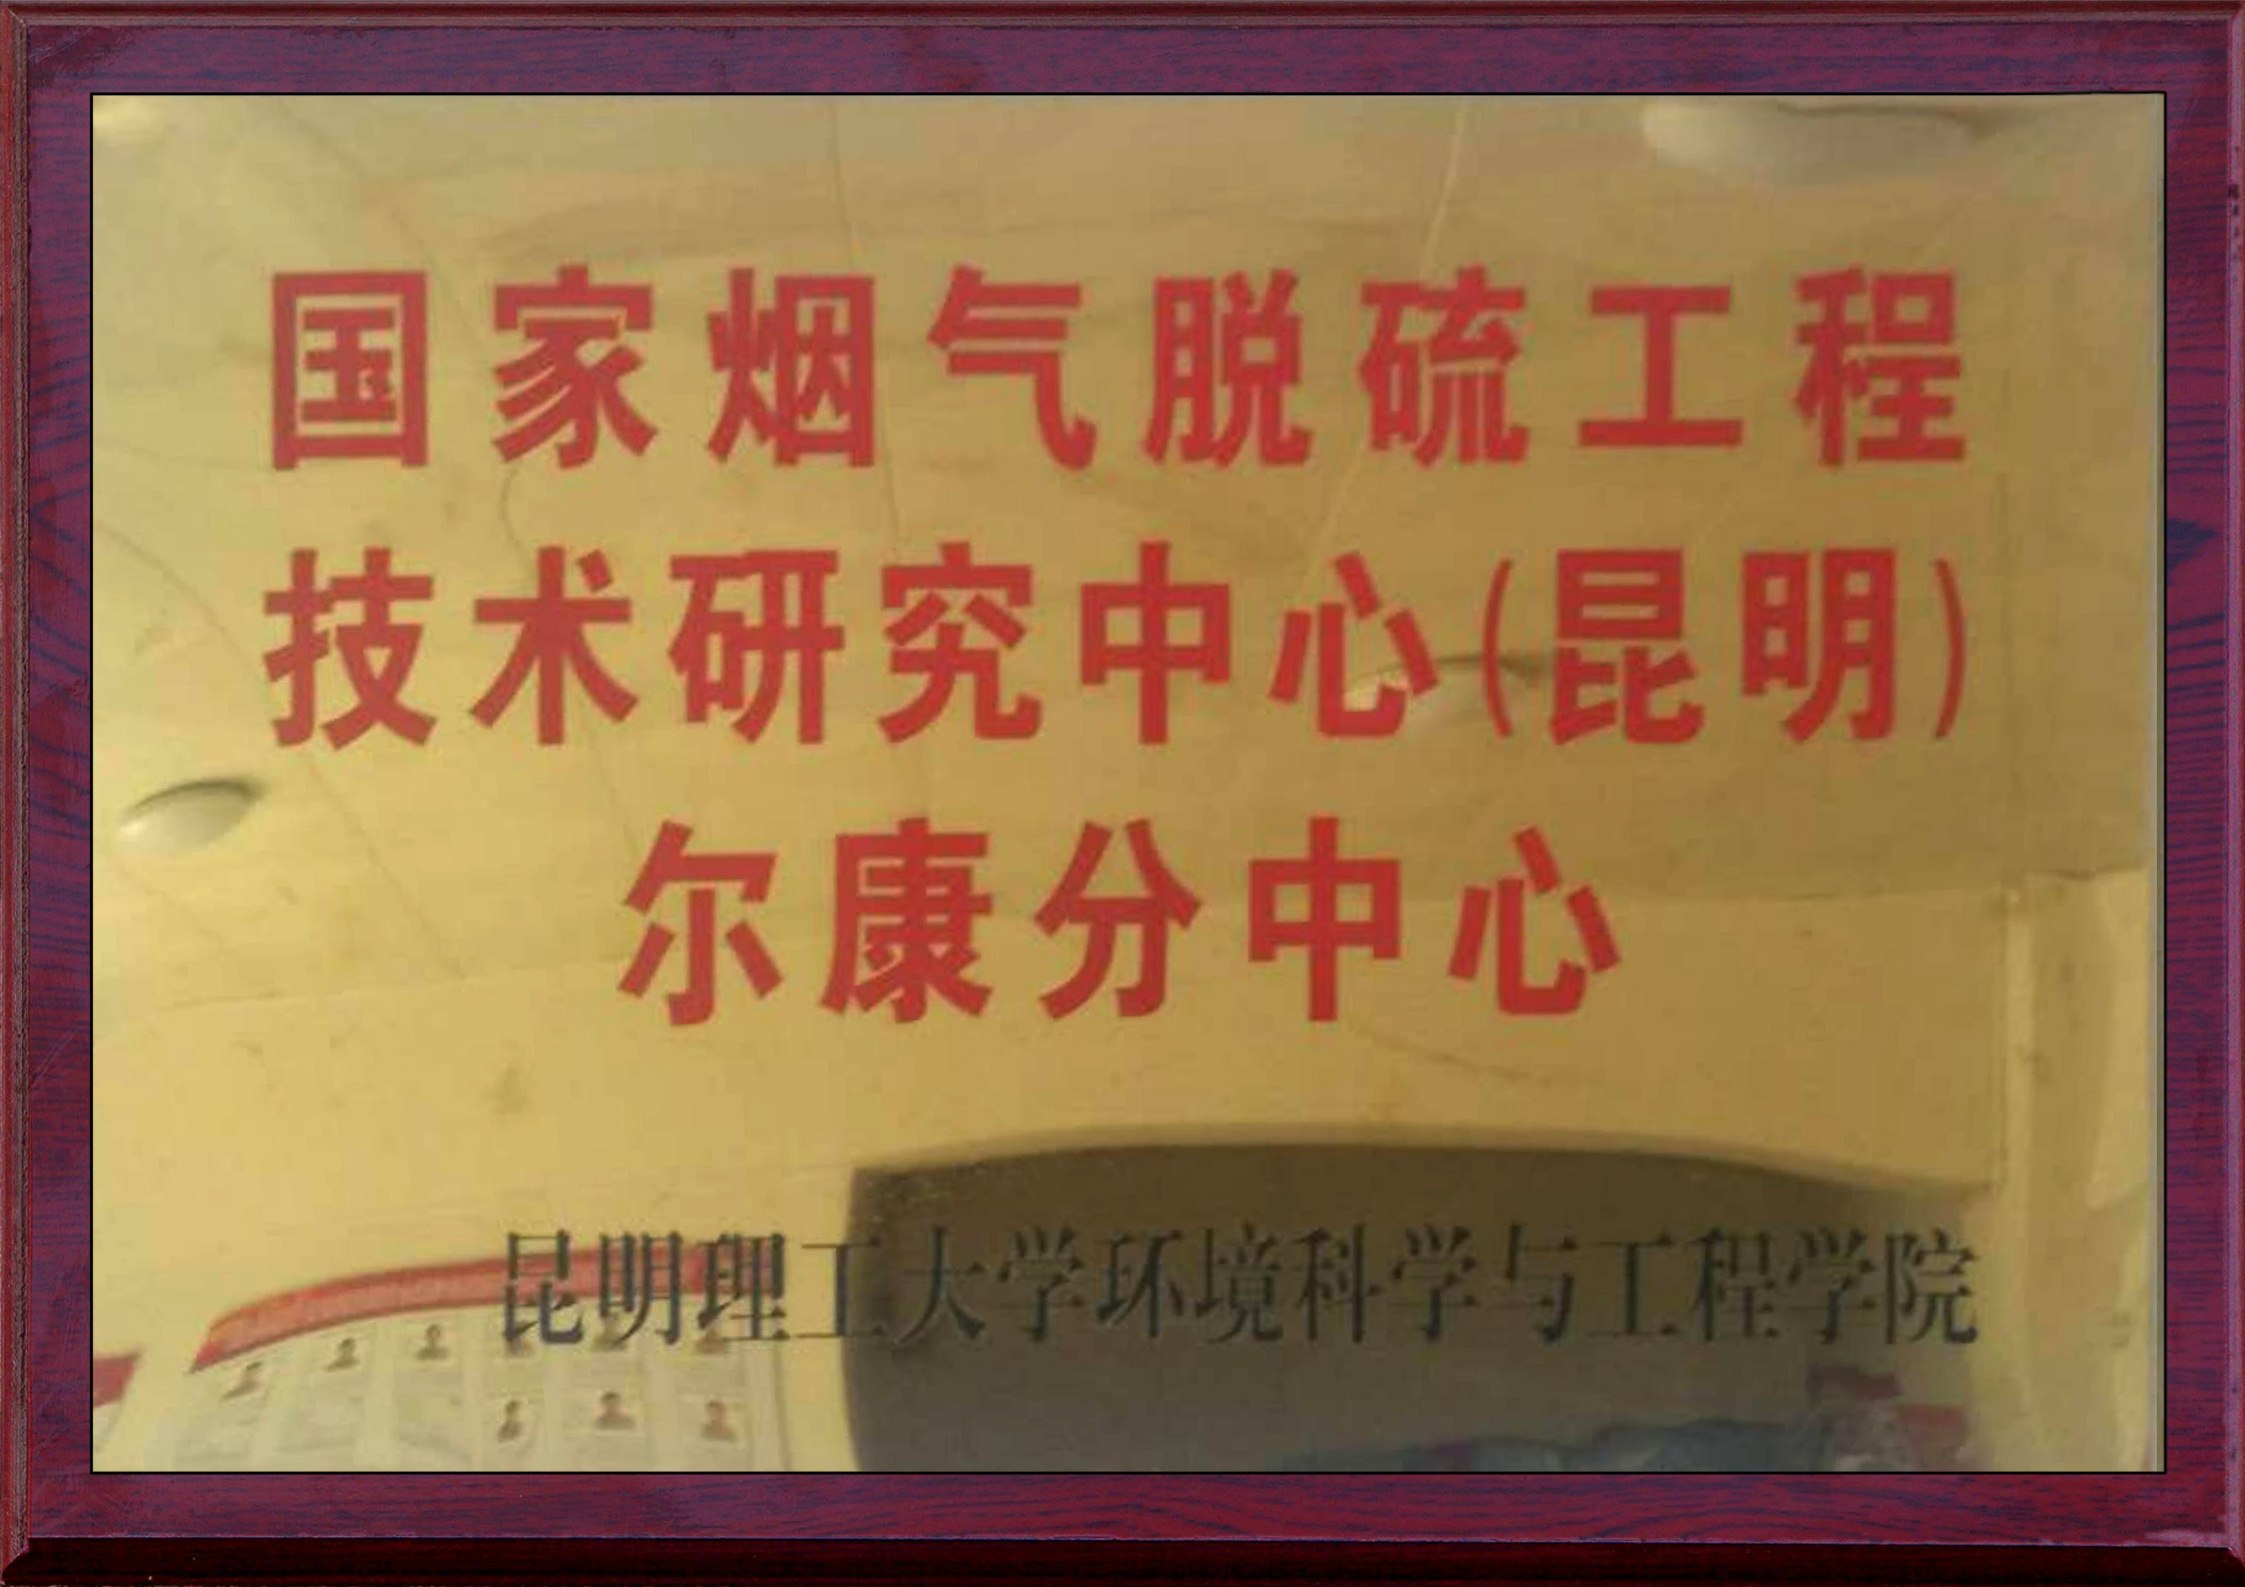 国家烟气脱硫工程
技术研究中心(昆明)
尔康分中心
昆明理工大学环境科学与工程学院